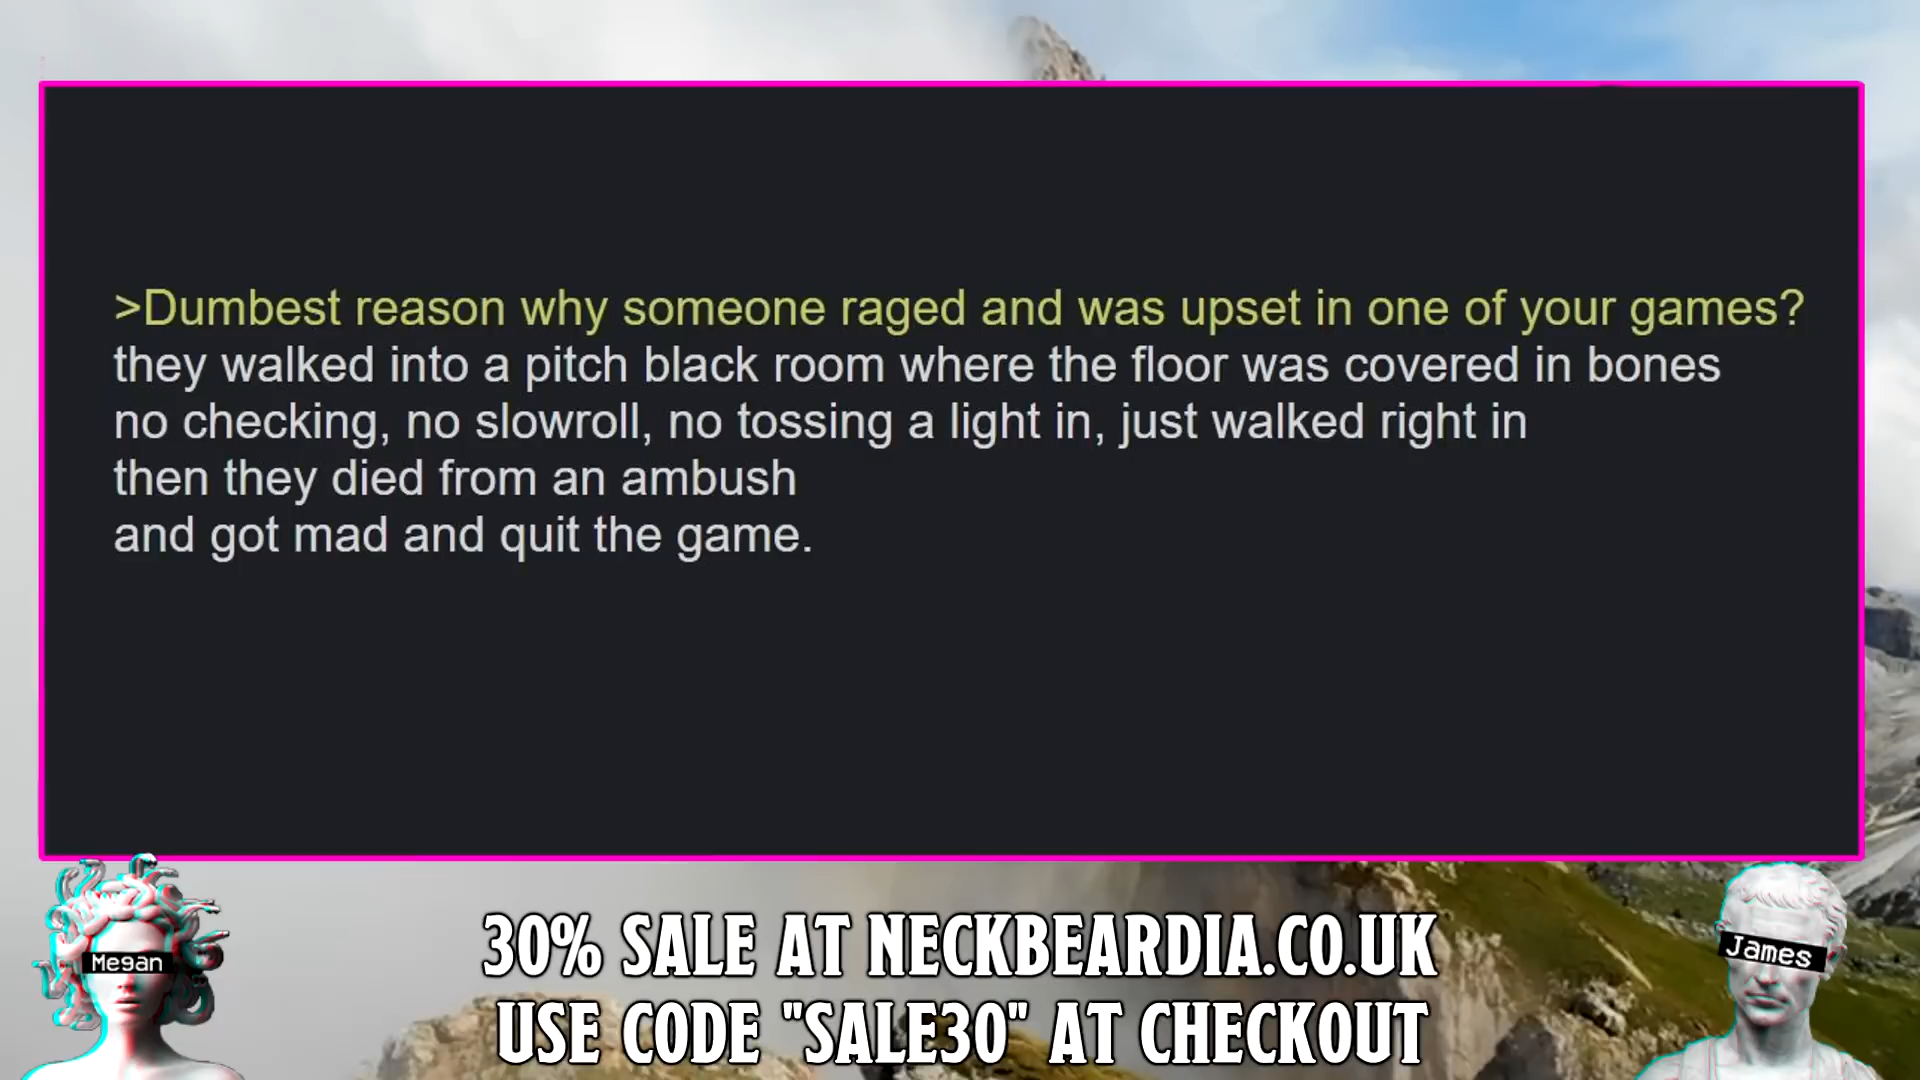 >Dumbest reason why someone raged and was upset in one of your games?
they walked into a pitch black room where the floor was covered in bones
no checking, no slowroll, no tossing a light in, just walked right in
then they died from an ambush
and got mad and quit the game.
Megan
James
30% SALE AT NECKBEARDIA.CO.UK
USE CODE "SALE30" AT CHECKOUT